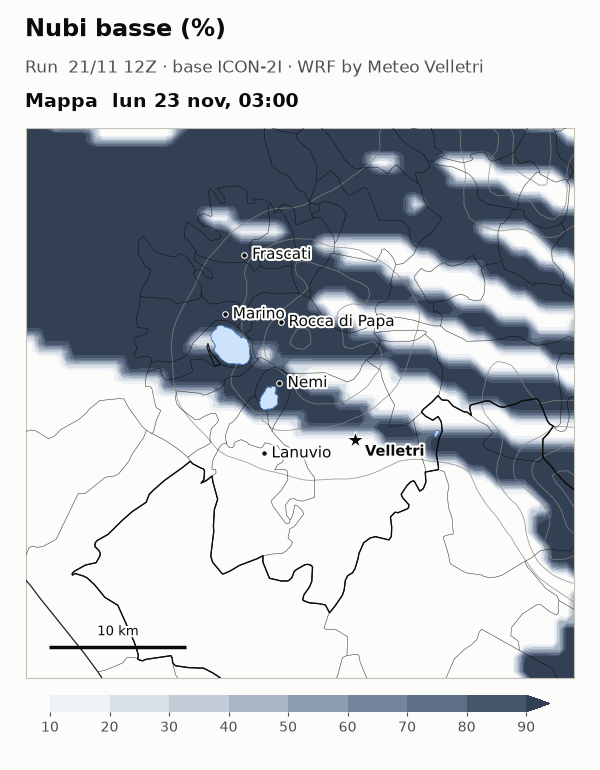 Nubi basse (%)
Run  21/11 12Z · base ICON-2I · WRF by Meteo Velletri
Mappa  lun 23 nov, 03:00
Frascati
Marino
Rocca di Papa
Nemi
Lanuvio
Velletri
10 km
10 20 30 40 50 60 70 80 90